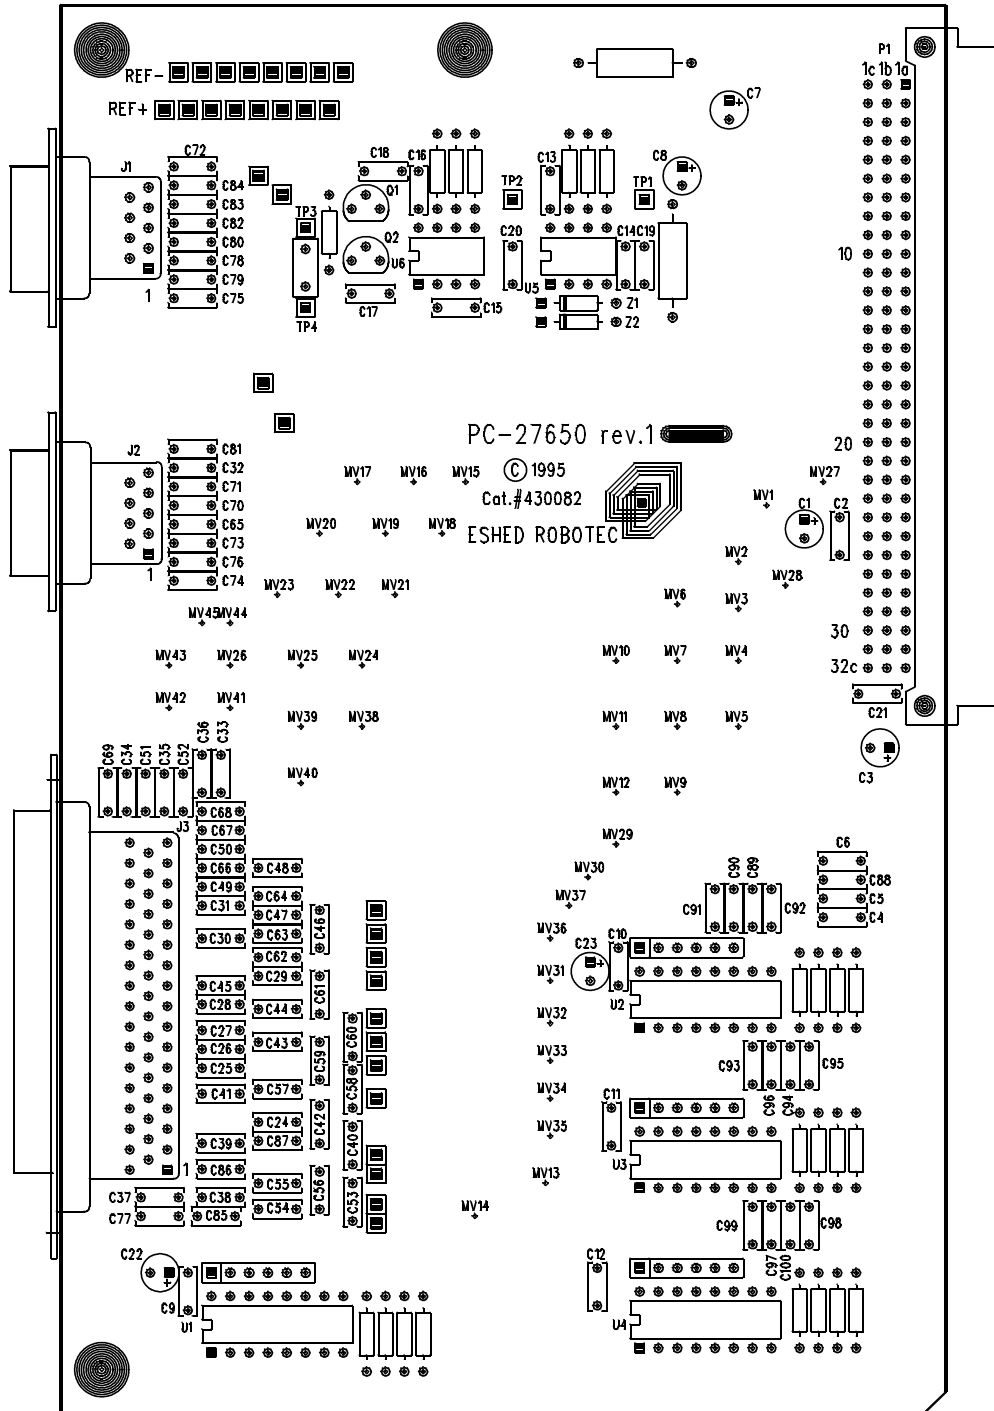 P1
1c 1b 1a
REF-
REF+
C7
C72
J1
C84
C83
C82
C80
C78
C79
C75
1
C18
C16
Q1
TP3
Q2
U6
C17
TP4
C15
TP2
C20
C13
U5
Z1
Z2
TP1
C8
C14
C19
10
J2
C81
C32
C71
C70
C65
C73
C76
C74
1
PC-27650 rev.1
© 1995
Cat.#430082
ESHED ROBOTEC
20
MV17
MV16
MV15
MV27
MV1
C1
C2
MV20
MV19
MV18
MV2
MV28
MV23
MV22
MV21
MV6
MV3
MV45
MV44
30
MV43
MV26
MV25
MV24
MV10
MV7
MV4
32c
MV42
MV41
MV39
MV38
MV11
MV8
MV5
C21
C3
C69
C34
C51
C35
C52
C36
C33
MV40
MV12
MV9
J3
C68
C67
C50
C66
C49
C31
C30
C45
C28
C27
C26
C25
C41
C39
C86
C38
C85
C37
C77
1
C48
C64
C47
C63
C62
C29
C44
C43
C57
C24
C87
C55
C54
C46
C61
C59
C42
C56
C60
C58
C40
C53
MV29
MV30
MV37
MV36
MV31
MV32
MV33
MV34
MV35
MV13
MV14
C6
C88
C5
C4
C90
C89
C91
C92
C23
C10
U2
C93
C95
C96
C94
C11
U3
C99
C98
C97
C100
C12
U4
C22
C9
U1